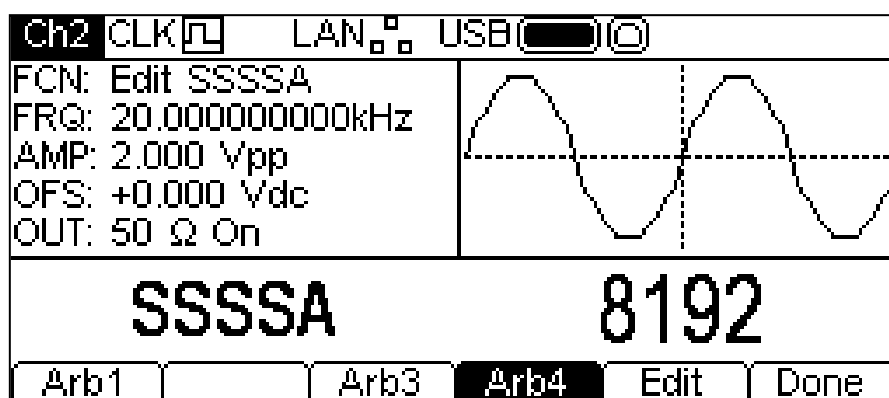 Ch2 CLK LAN USB
FCN: Edit SSSSA
FRQ: 20.000000000kHz
AMP: 2.000 Vpp
OFS: +0.000 Vdc
OUT: 50 Ω On
SSSSA 8192
Arb1 Arb3 Arb4 Edit Done